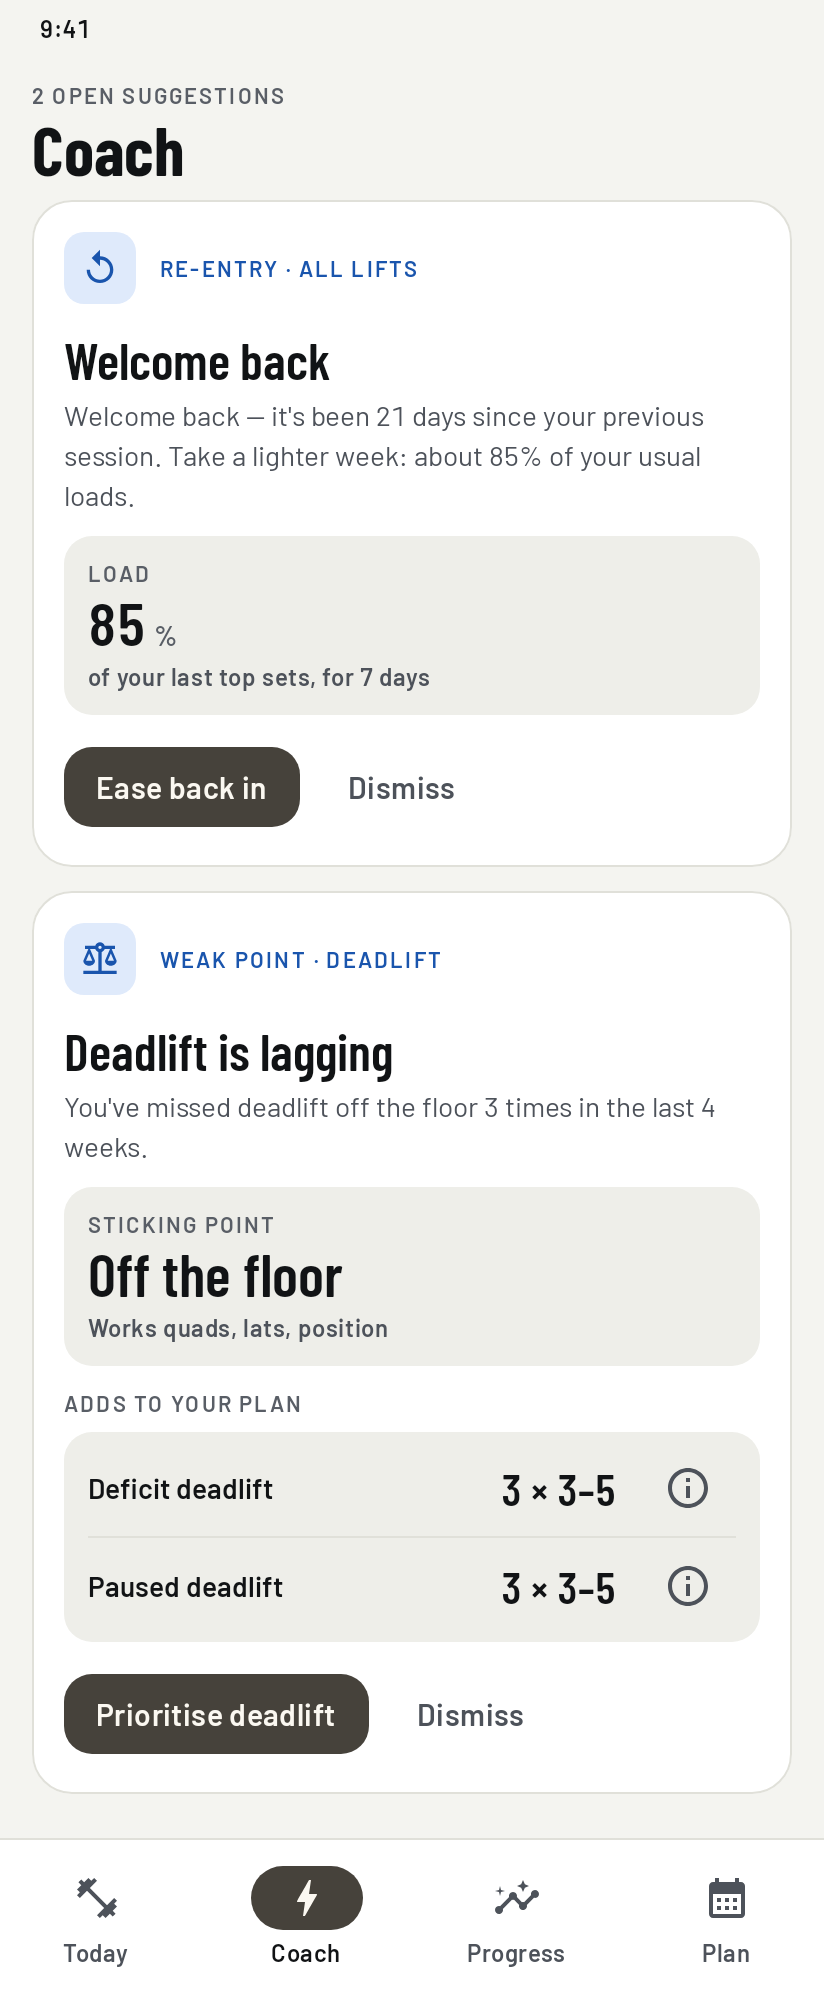 9:41
2 OPEN SUGGESTIONS
Coach
RE-ENTRY · ALL LIFTS
Welcome back
Welcome back — it's been 21 days since your previous
session. Take a lighter week: about 85% of your usual
loads.
LOAD
85 %
of your last top sets, for 7 days
Ease back in Dismiss
WEAK POINT · DEADLIFT
Deadlift is lagging
You've missed deadlift off the floor 3 times in the last 4
weeks.
STICKING POINT
Off the floor
Works quads, lats, position
ADDS TO YOUR PLAN
Deficit deadlift 3 × 3–5
Paused deadlift 3 × 3–5
Prioritise deadlift Dismiss
Today Coach Progress Plan